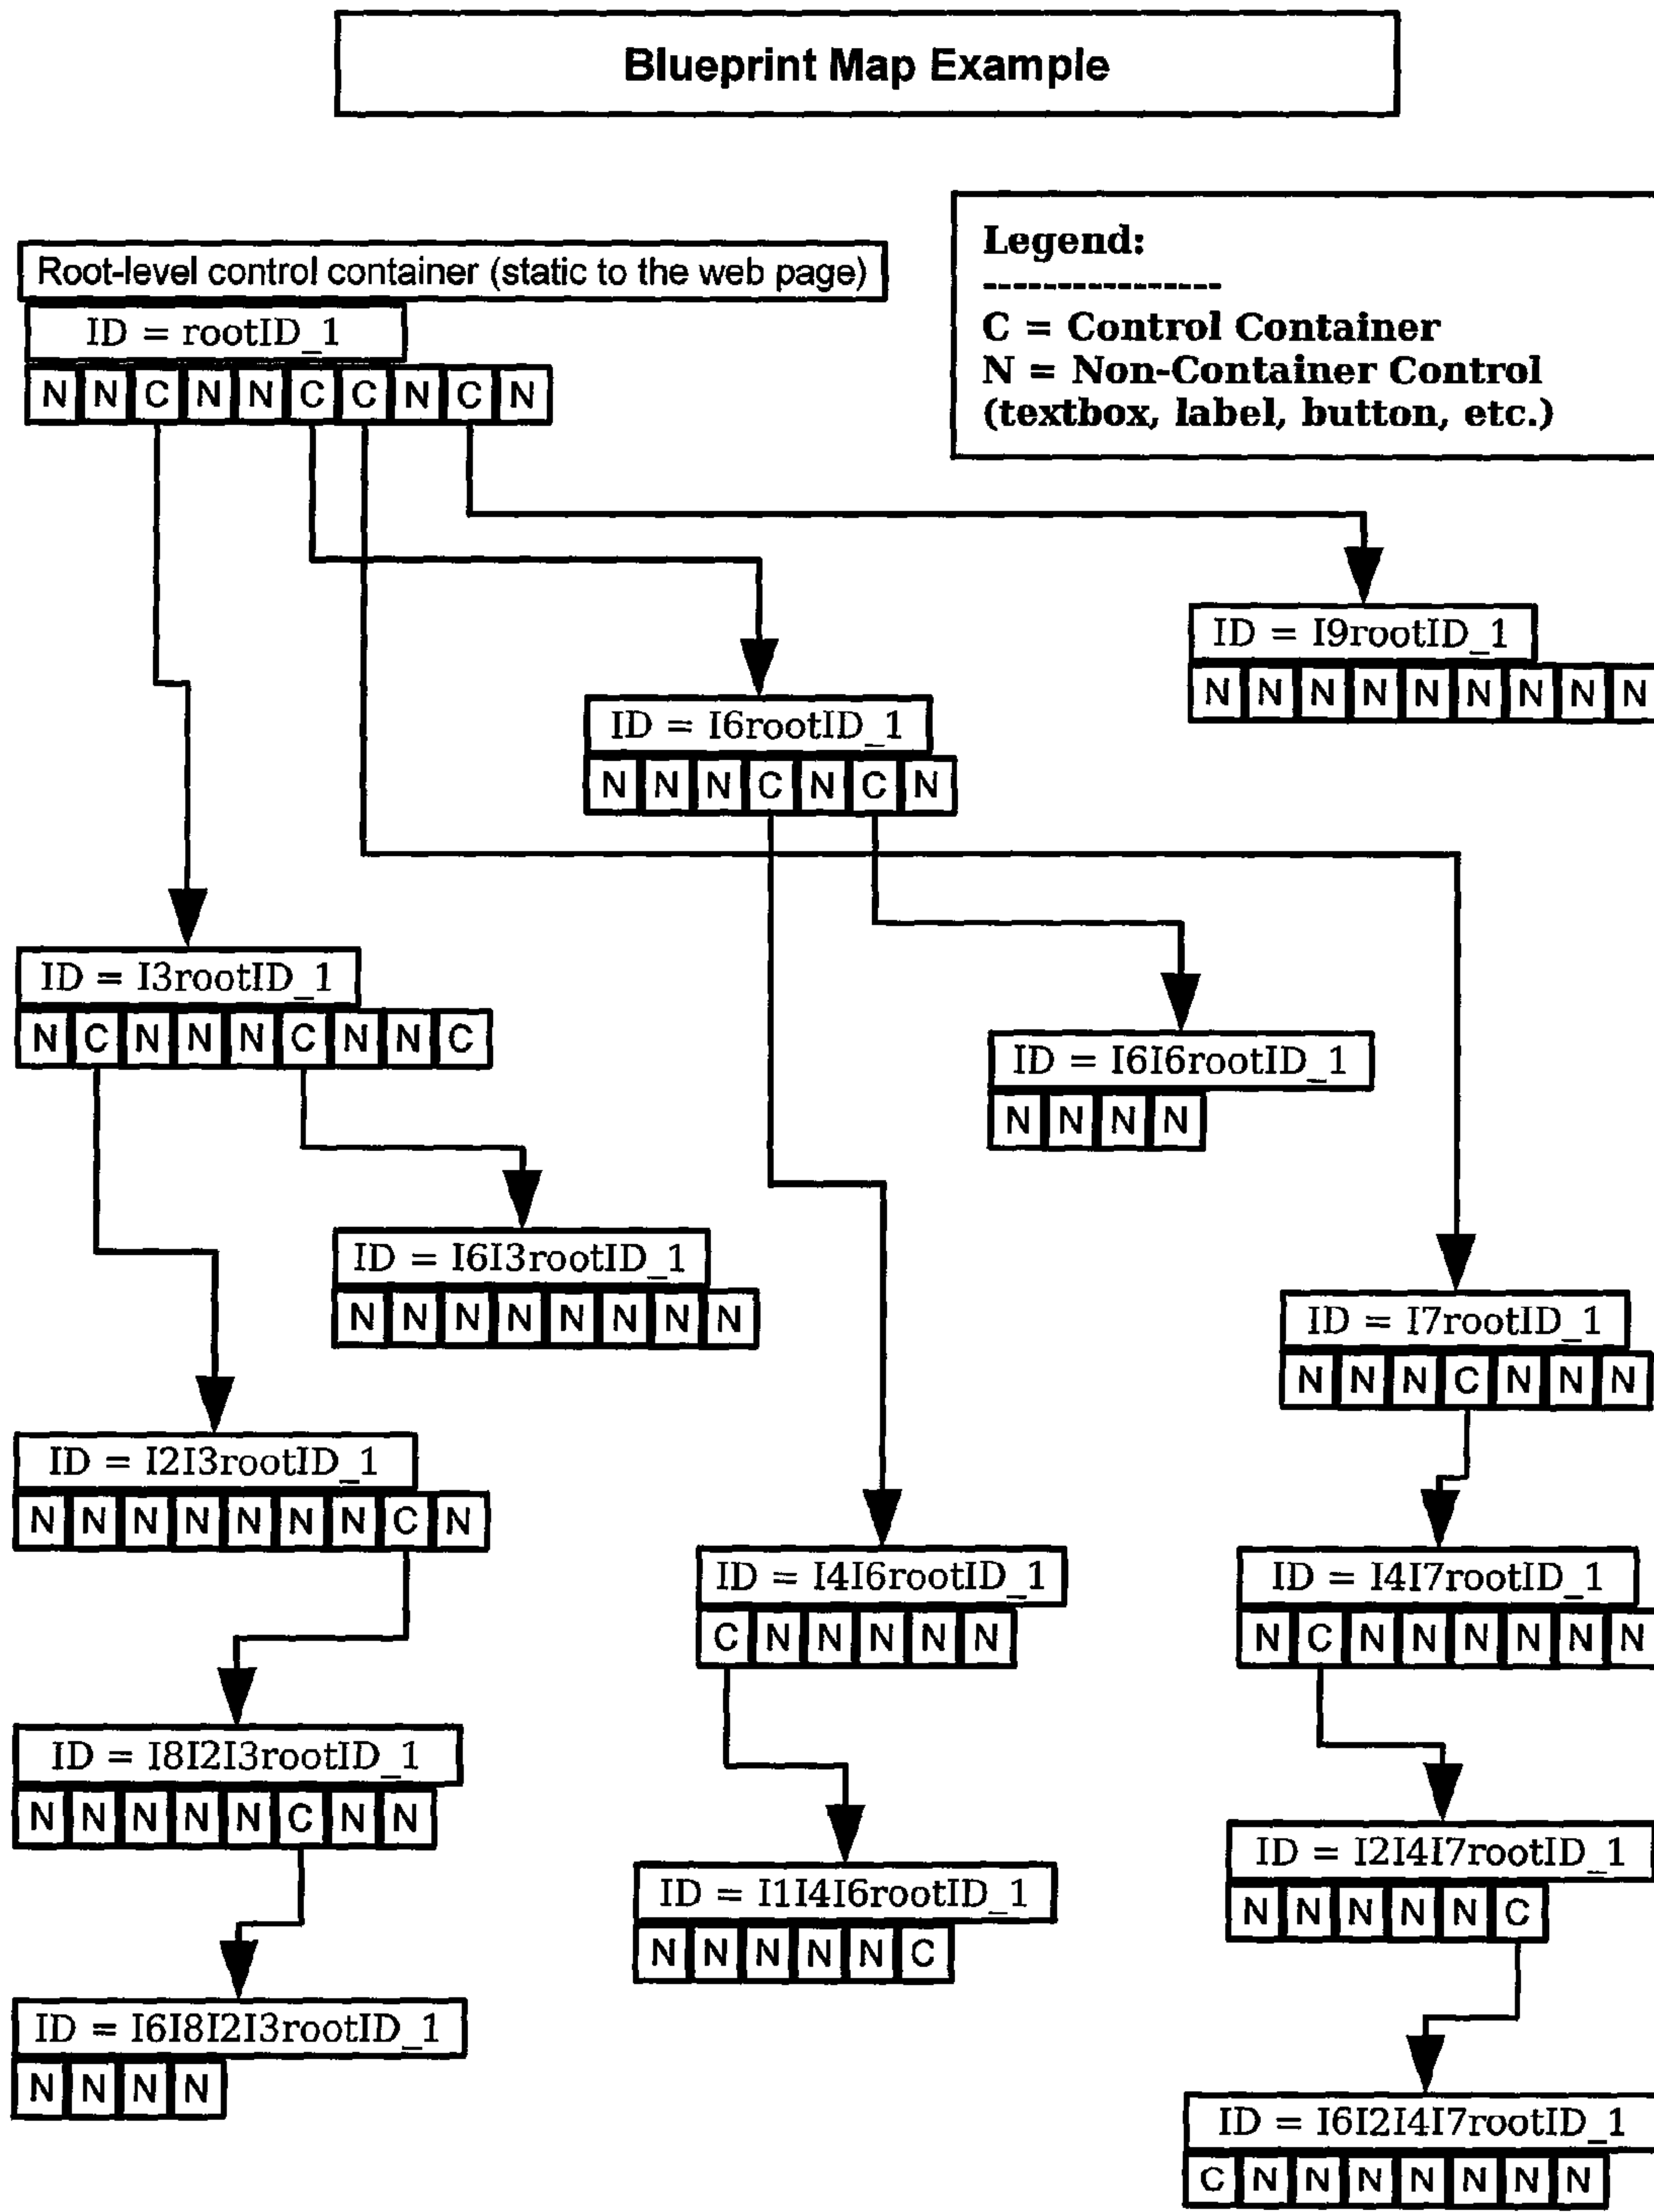 Blueprint Map Example
Legend:
----------------
C = Control Container
N = Non-Container Control
(textbox, label, button, etc.)
Root-level control container (static to the web page)
ID = rootID_1
N N C N N C C N C N
ID = I9rootID_1
N N N N N N N N N
ID = I6rootID_1
N N N C N C N
ID = I3rootID_1
N C N N N C N N C
ID = I6I6rootID_1
N N N N
ID = I6I3rootID_1
N N N N N N N N
ID = I7rootID_1
N N N C N N N
ID = I2I3rootID_1
N N N N N N N C N
ID = I4I6rootID_1
C N N N N N
ID = I4I7rootID_1
N C N N N N N N
ID = I8I2I3rootID_1
N N N N N C N N
ID = I2I4I7rootID_1
N N N N N C
ID = I1I4I6rootID_1
N N N N N C
ID = I6I8I2I3rootID_1
N N N N
ID = I6I2I4I7rootID_1
C N N N N N N N